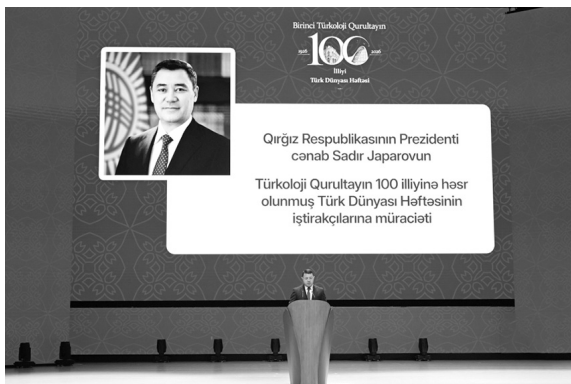 Birinci Türkoloji Qurultayın
1926 100 2026
İlliyi
Türk Dünyası Həftəsi
Qırğız Respublikasının Prezidenti
cənab Sadır Japarovun
Türkoloji Qurultayın 100 illiyinə həsr
olunmuş Türk Dünyası Həftəsinin
iştirakçılarına müraciəti